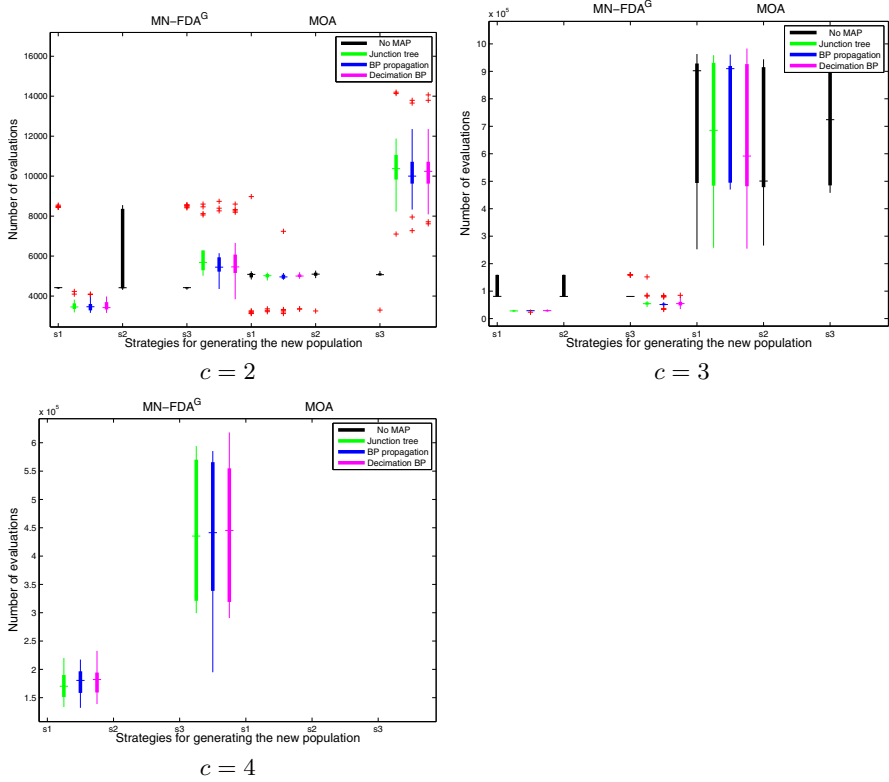 MN-FDA^G MOA
16000
14000
12000
10000
8000
6000
4000
Number of evaluations
No MAP
Junction tree
BP propagation
Decimation BP
s1 s2 s3 s1 s2 s3
Strategies for generating the new population
c = 2
MN-FDA^G MOA
x 10^5
10
9
8
7
6
5
4
3
2
1
0
Number of evaluations
No MAP
Junction tree
BP propagation
Decimation BP
s1 s2 s3 s1 s2 s3
Strategies for generating the new population
c = 3
MN-FDA^G MOA
x 10^5
6
5.5
5
4.5
4
3.5
3
2.5
2
1.5
Number of evaluations
No MAP
Junction tree
BP propagation
Decimation BP
s1 s2 s3 s1 s2 s3
Strategies for generating the new population
c = 4